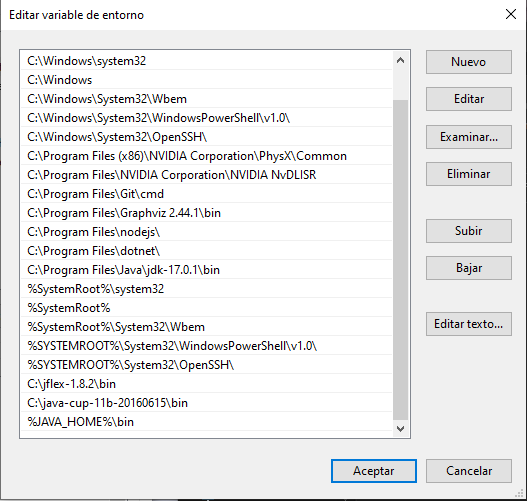 Editar variable de entorno
C:\Windows\system32
C:\Windows
C:\Windows\System32\Wbem
C:\Windows\System32\WindowsPowerShell\v1.0\
C:\Windows\System32\OpenSSH\
C:\Program Files (x86)\NVIDIA Corporation\PhysX\Common
C:\Program Files\NVIDIA Corporation\NVIDIA NvDLISR
C:\Program Files\Git\cmd
C:\Program Files\Graphviz 2.44.1\bin
C:\Program Files\nodejs\
C:\Program Files\dotnet\
C:\Program Files\Java\jdk-17.0.1\bin
%SystemRoot%\system32
%SystemRoot%
%SystemRoot%\System32\Wbem
%SYSTEMROOT%\System32\WindowsPowerShell\v1.0\
%SYSTEMROOT%\System32\OpenSSH\
C:\jflex-1.8.2\bin
C:\java-cup-11b-20160615\bin
%JAVA_HOME%\bin
Nuevo
Editar
Examinar...
Eliminar
Subir
Bajar
Editar texto...
Aceptar
Cancelar